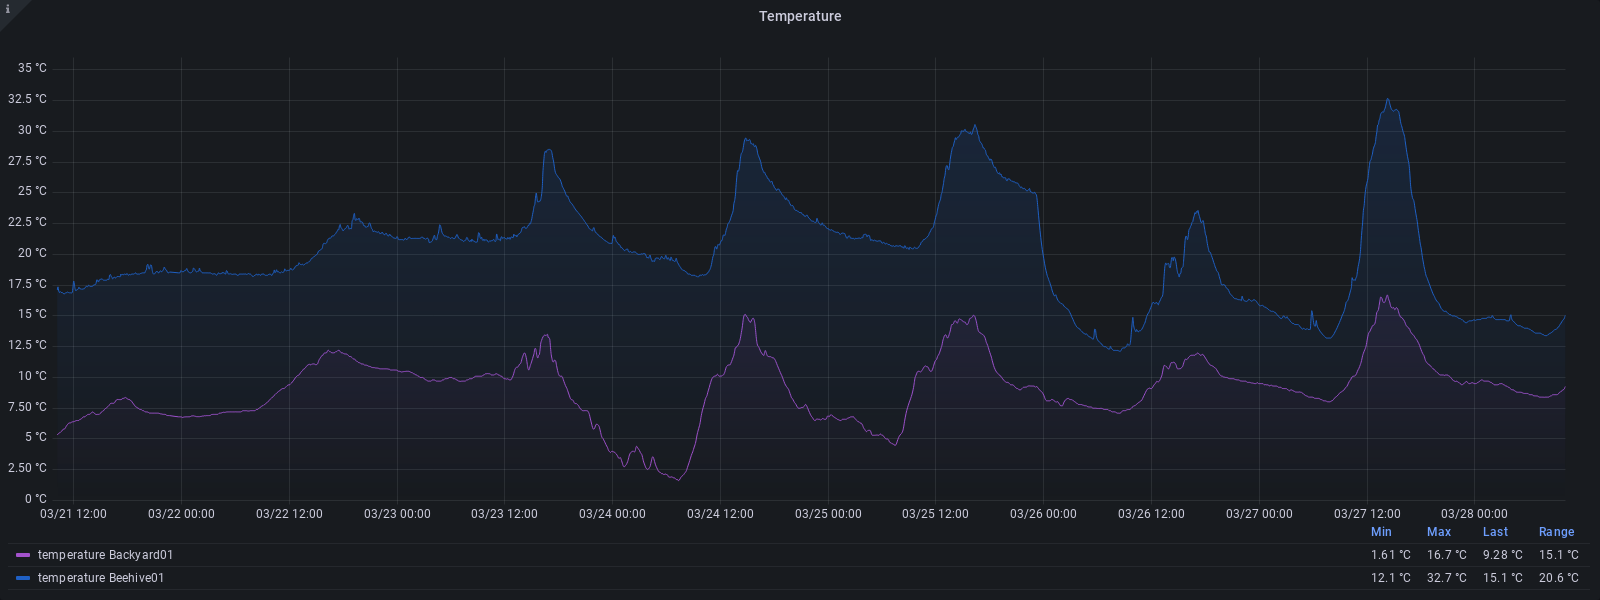 i
Temperature
35 °C
32.5 °C
30 °C
27.5 °C
25 °C
22.5 °C
20 °C
17.5 °C
15 °C
12.5 °C
10 °C
7.50 °C
5 °C
2.50 °C
0 °C
03/21 12:00 03/22 00:00 03/22 12:00 03/23 00:00 03/23 12:00 03/24 00:00 03/24 12:00 03/25 00:00 03/25 12:00 03/26 00:00 03/26 12:00 03/27 00:00 03/27 12:00 03/28 00:00
Min Max Last Range
temperature Backyard01 1.61 °C 16.7 °C 9.28 °C 15.1 °C
temperature Beehive01 12.1 °C 32.7 °C 15.1 °C 20.6 °C